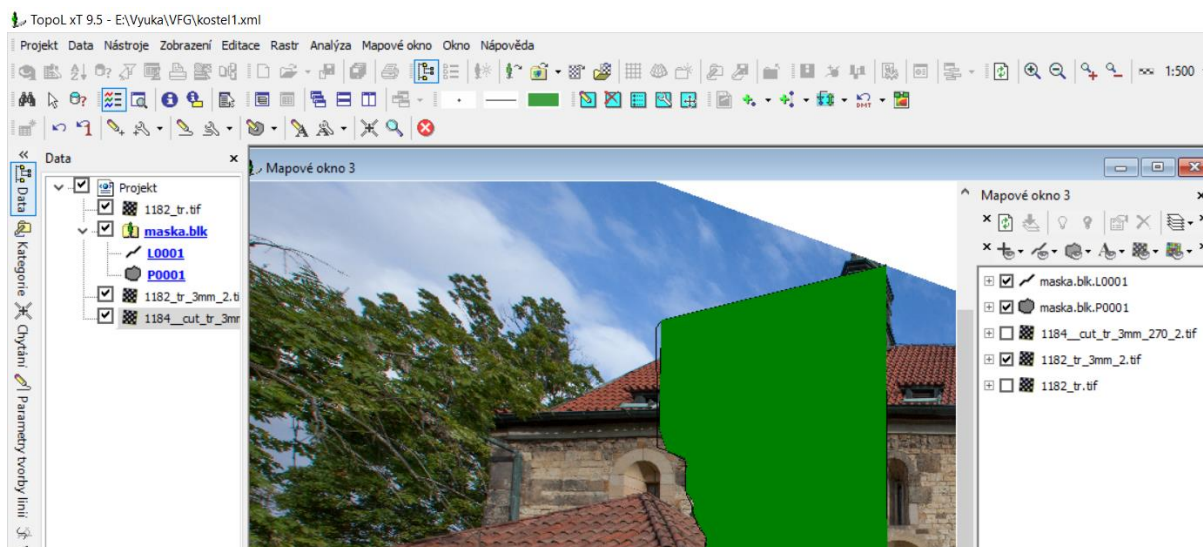 TopoL xT 9.5 - E:\Vyuka\VFG\kostel1.xml
Projekt Data Nástroje Zobrazení Editace Rastr Analýza Mapové okno Okno Nápověda
1:500
DMT
Data
Mapové okno 3
Projekt
1182_tr.tif
maska.blk
L0001
P0001
1182_tr_3mm_2.ti
1184__cut_tr_3mr
Data
Kategorie
Chytání
Parametry tvorby linií
Mapové okno 3
maska.blk.L0001
maska.blk.P0001
1184__cut_tr_3mm_270_2.tif
1182_tr_3mm_2.tif
1182_tr.tif